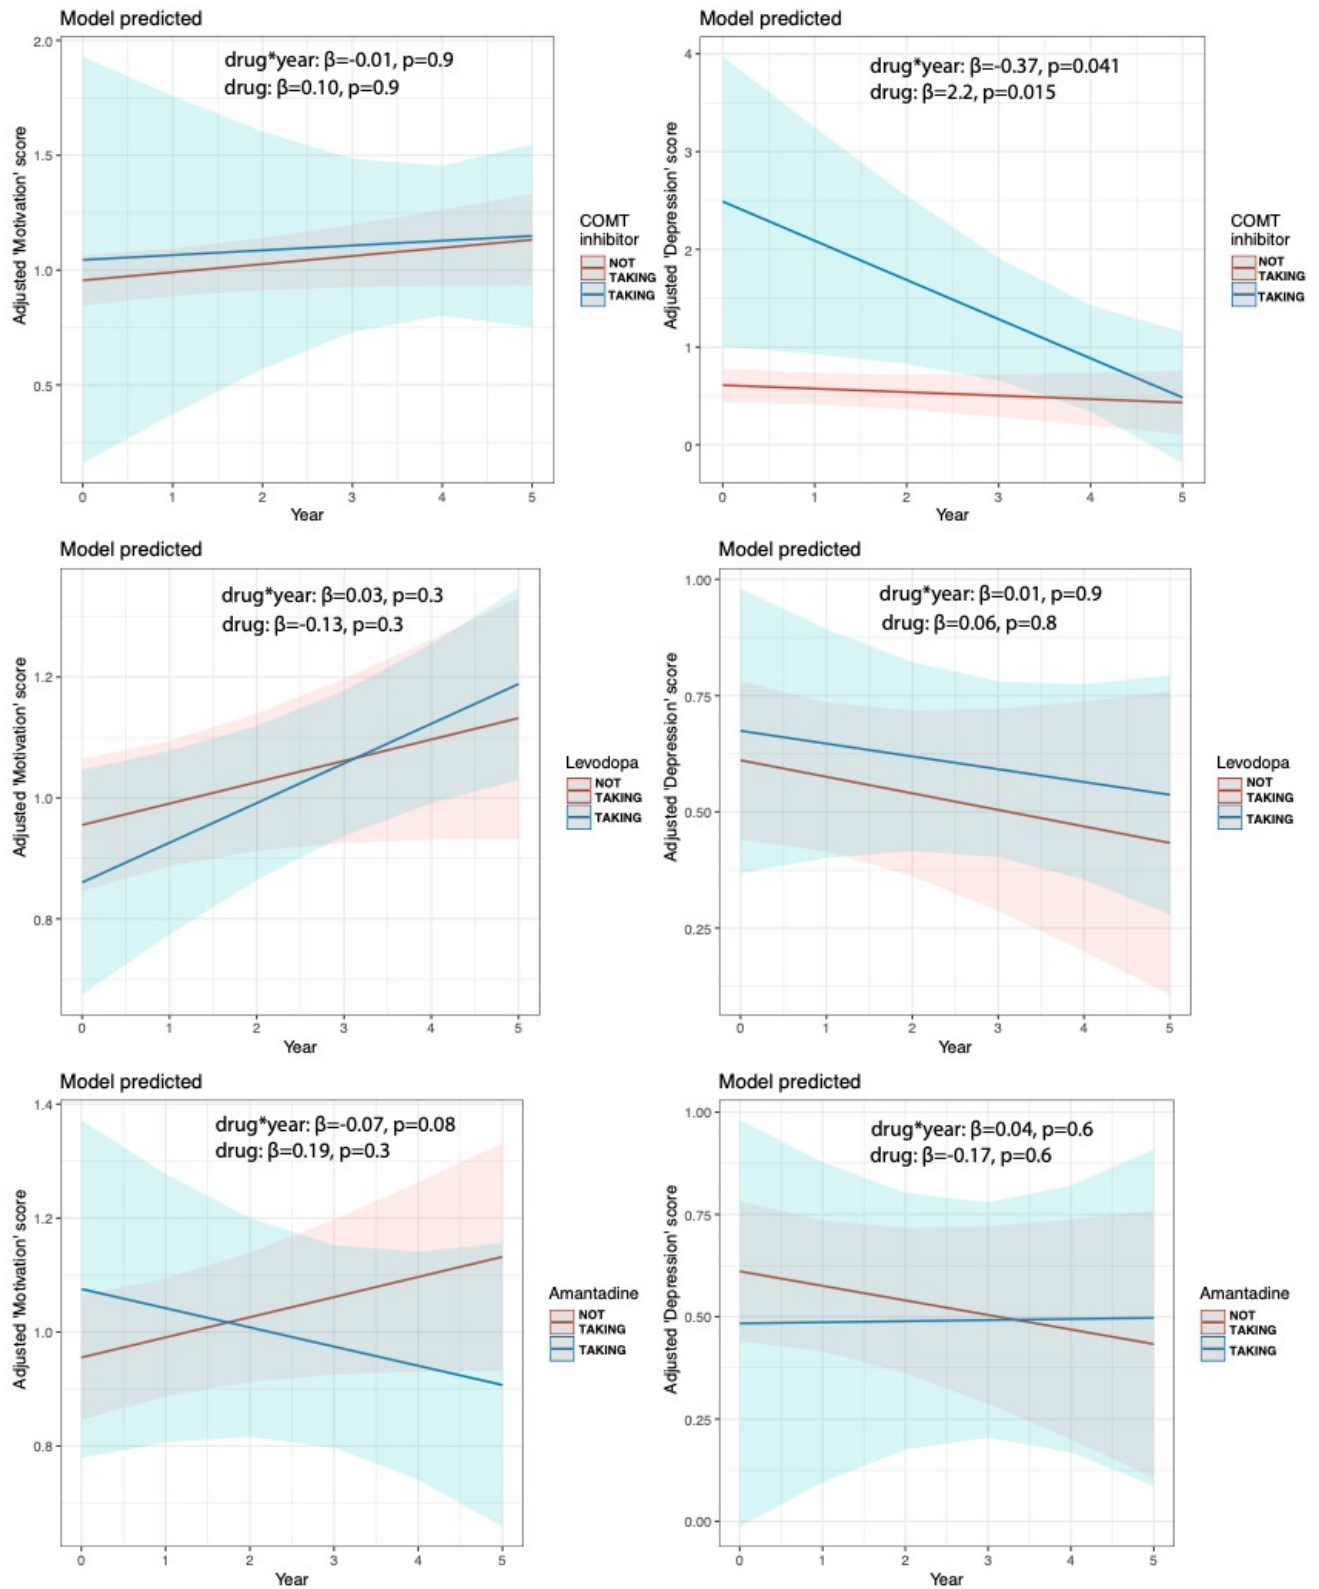 Model predicted
2.0
1.5
1.0
0.5
Adjusted 'Motivation' score
drug*year: β=-0.01, p=0.9
drug: β=0.10, p=0.9
0 1 2 3 4 5
Year
COMT
inhibitor
NOT
TAKING
TAKING
Model predicted
4
3
2
1
0
Adjusted 'Depression' score
drug*year: β=-0.37, p=0.041
drug: β=2.2, p=0.015
0 1 2 3 4 5
Year
COMT
inhibitor
NOT
TAKING
TAKING
Model predicted
1.2
1.0
0.8
Adjusted 'Motivation' score
drug*year: β=0.03, p=0.3
drug: β=-0.13, p=0.3
0 1 2 3 4 5
Year
Levodopa
NOT
TAKING
TAKING
Model predicted
1.00
0.75
0.50
0.25
Adjusted 'Depression' score
drug*year: β=0.01, p=0.9
drug: β=0.06, p=0.8
0 1 2 3 4 5
Year
Levodopa
NOT
TAKING
TAKING
Model predicted
1.4
1.2
1.0
0.8
Adjusted 'Motivation' score
drug*year: β=-0.07, p=0.08
drug: β=0.19, p=0.3
0 1 2 3 4 5
Year
Amantadine
NOT
TAKING
TAKING
Model predicted
1.00
0.75
0.50
0.25
0.00
Adjusted 'Depression' score
drug*year: β=0.04, p=0.6
drug: β=-0.17, p=0.6
0 1 2 3 4 5
Year
Amantadine
NOT
TAKING
TAKING